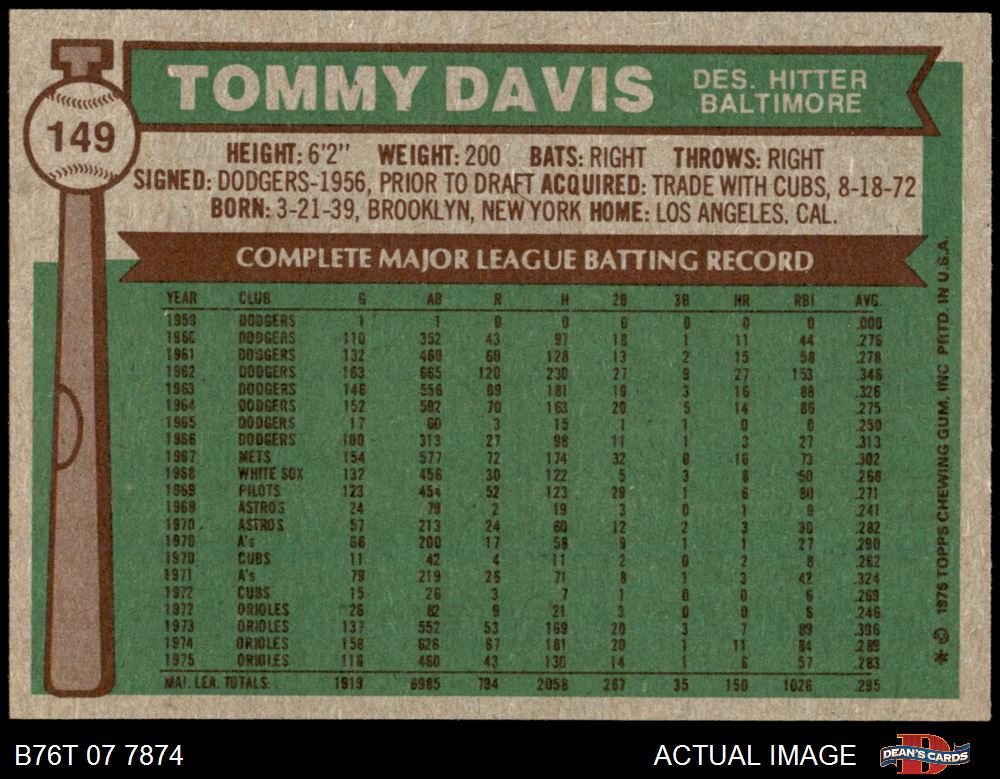 TOMMY DAVIS
DES. HITTER
BALTIMORE
149
HEIGHT: 6'2" WEIGHT: 200 BATS: RIGHT THROWS: RIGHT
SIGNED: DODGERS-1956, PRIOR TO DRAFT ACQUIRED: TRADE WITH CUBS, 8-18-72
BORN: 3-21-39, BROOKLYN, NEW YORK HOME: LOS ANGELES, CAL.
COMPLETE MAJOR LEAGUE BATTING RECORD
YEAR CLUB G AB R H 2B 3B HR RBI AVG.
1959 DODGERS 1 1 0 0 0 0 0 0 .000
1960 DODGERS 110 352 43 97 18 1 11 44 .276
1961 DODGERS 132 460 60 128 13 2 15 58 .278
1962 DODGERS 163 665 120 230 27 9 27 153 .346
1963 DODGERS 146 556 69 181 19 3 16 88 .326
1964 DODGERS 152 592 70 163 20 5 14 86 .275
1965 DODGERS 17 60 3 15 1 1 0 0 .250
1966 DODGERS 100 313 27 98 11 1 3 27 .313
1967 METS 154 577 72 174 32 0 16 73 .302
1968 WHITE SOX 132 456 30 122 5 3 8 50 .268
1969 PILOTS 123 454 52 123 29 1 6 80 .271
1969 ASTROS 24 79 2 19 3 0 1 9 .241
1970 ASTROS 57 213 24 60 12 2 3 30 .282
1970 A's 66 200 17 58 9 1 1 27 .290
1970 CUBS 11 42 4 11 2 0 2 8 .262
1971 A's 79 219 26 71 8 1 3 42 .324
1972 CUBS 15 26 3 7 1 0 0 6 .269
1972 ORIOLES 26 82 9 21 3 0 0 6 .246
1973 ORIOLES 137 552 53 169 20 3 7 89 .306
1974 ORIOLES 158 626 67 181 20 1 11 84 .289
1975 ORIOLES 116 460 43 130 14 1 6 57 .283
MAJ. LEA. TOTALS 1919 6985 794 2058 267 35 150 1026 .295
* © 1976 TOPPS CHEWING GUM, INC PRTD. IN U.S.A.
B76T 07 7874
ACTUAL IMAGE
DEAN'S CARDS